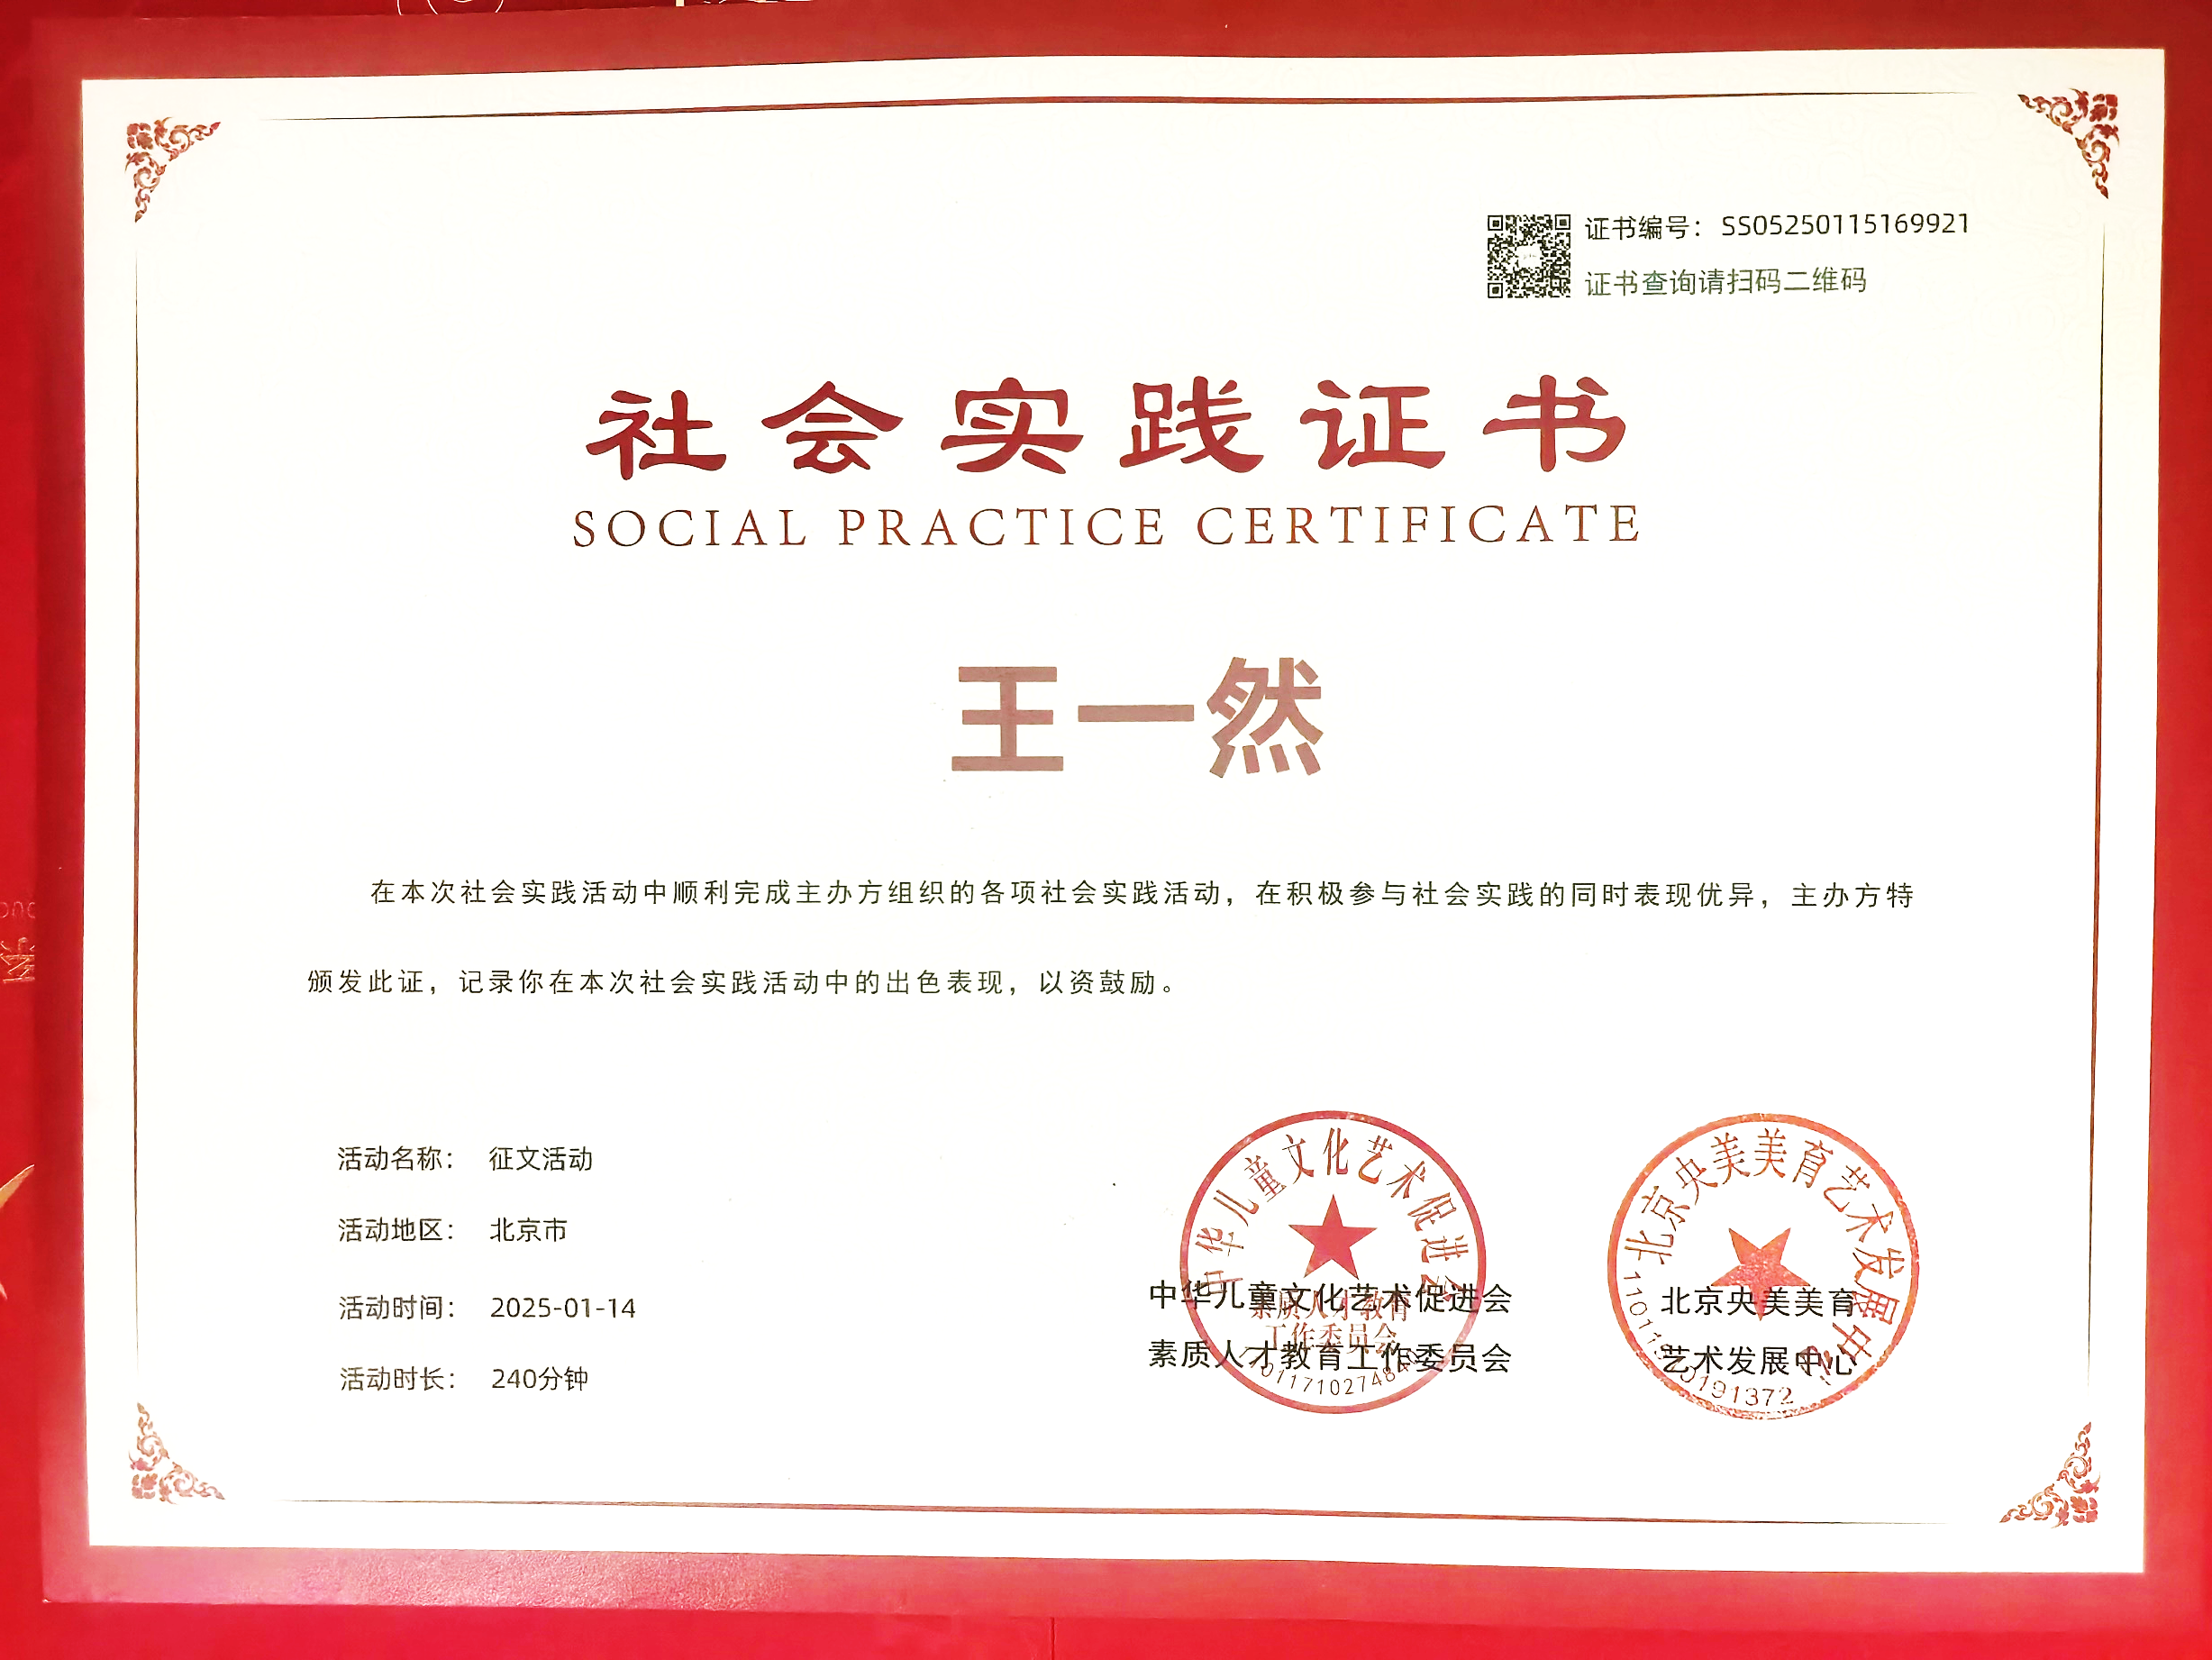 证书编号： SS05250115169921
证书查询请扫码二维码
社会实践证书
SOCIAL PRACTICE CERTIFICATE
王一然
在本次社会实践活动中顺利完成主办方组织的各项社会实践活动，在积极参与社会实践的同时表现优异，主办方特
颁发此证，记录你在本次社会实践活动中的出色表现，以资鼓励。
活动名称： 征文活动
活动地区： 北京市
活动时间： 2025-01-14
活动时长： 240分钟
中华儿童文化艺术促进会
素质人才教育
工作委员会
中华儿童文化艺术促进会
素质人才教育工作委员会
北京央美美育艺术发展中心
北京央美美育
艺术发展中心